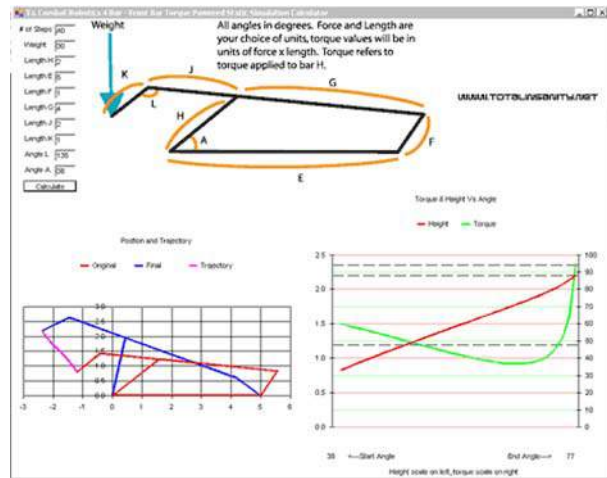 T.i. Combat Robotics 4 Bar - Front Bar Torque Powered Static Simulation Calculator
# of Steps 40
Weight 30
Length H 2
Length E 5
Length F 1
Length G 4
Length J 2
Length K 1
Angle L 135
Angle A
Calculate
Weight
All angles in degrees. Force and Length are
your choice of units, torque values will be in
units of force x length. Torque refers to
torque applied to bar H.
K
J
G
L
H
A
F
E
WWW.TOTALINSANITY.NET
Position and Trajectory
Original Final Trajectory
3.0
2.5
2.0
1.5
1.0
0.5
0.0
-3 -2 -1 0 1 2 3 4 5 6
Torque & Height Vs Angle
Height Torque
2.5
2.0
1.5
1.0
0.5
0.0
100
90
80
70
60
50
40
30
20
10
0
38 <---Start Angle End Angle---> 77
Height scale on left, torque scale on right